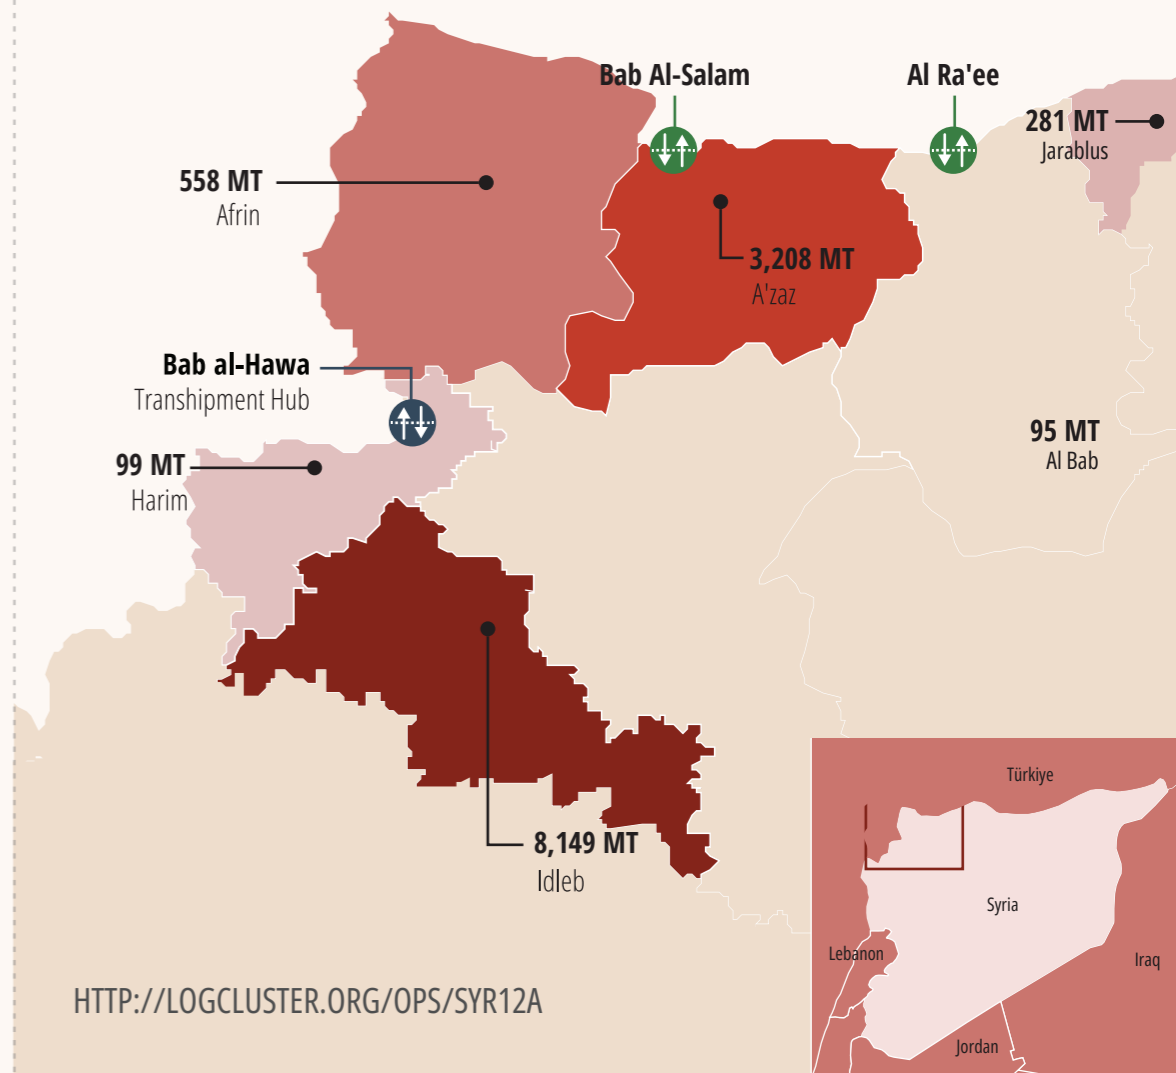 Bab Al-Salam
Al Ra'ee
281 MT
Jarablus
558 MT
Afrin
3,208 MT
A'zaz
Bab al-Hawa
Transhipment Hub
95 MT
Al Bab
99 MT
Harim
8,149 MT
Idleb
Türkiye
Syria
Lebanon
Iraq
Jordan
HTTP://LOGCLUSTER.ORG/OPS/SYR12A